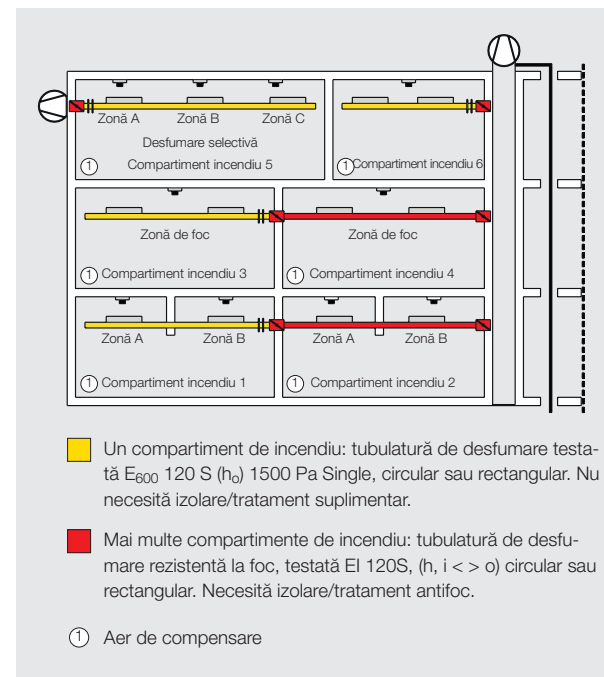 Zonă A Zonă B Zonă C
Desfumare selectivă
1 Compartiment incendiu 5
1 Compartiment incendiu 6
Zonă de foc
1 Compartiment incendiu 3
Zonă de foc
1 Compartiment incendiu 4
Zonă A Zonă B
1 Compartiment incendiu 1
Zonă A Zonă B
1 Compartiment incendiu 2
Un compartiment de incendiu: tubulatură de desfumare testa-
tă E600 120 S (ho) 1500 Pa Single, circular sau rectangular. Nu
necesită izolare/tratament suplimentar.
Mai multe compartimente de incendiu: tubulatură de desfu-
mare rezistentă la foc, testată EI 120S, (h, i < > o) circular sau
rectangular. Necesită izolare/tratament antifoc.
1 Aer de compensare